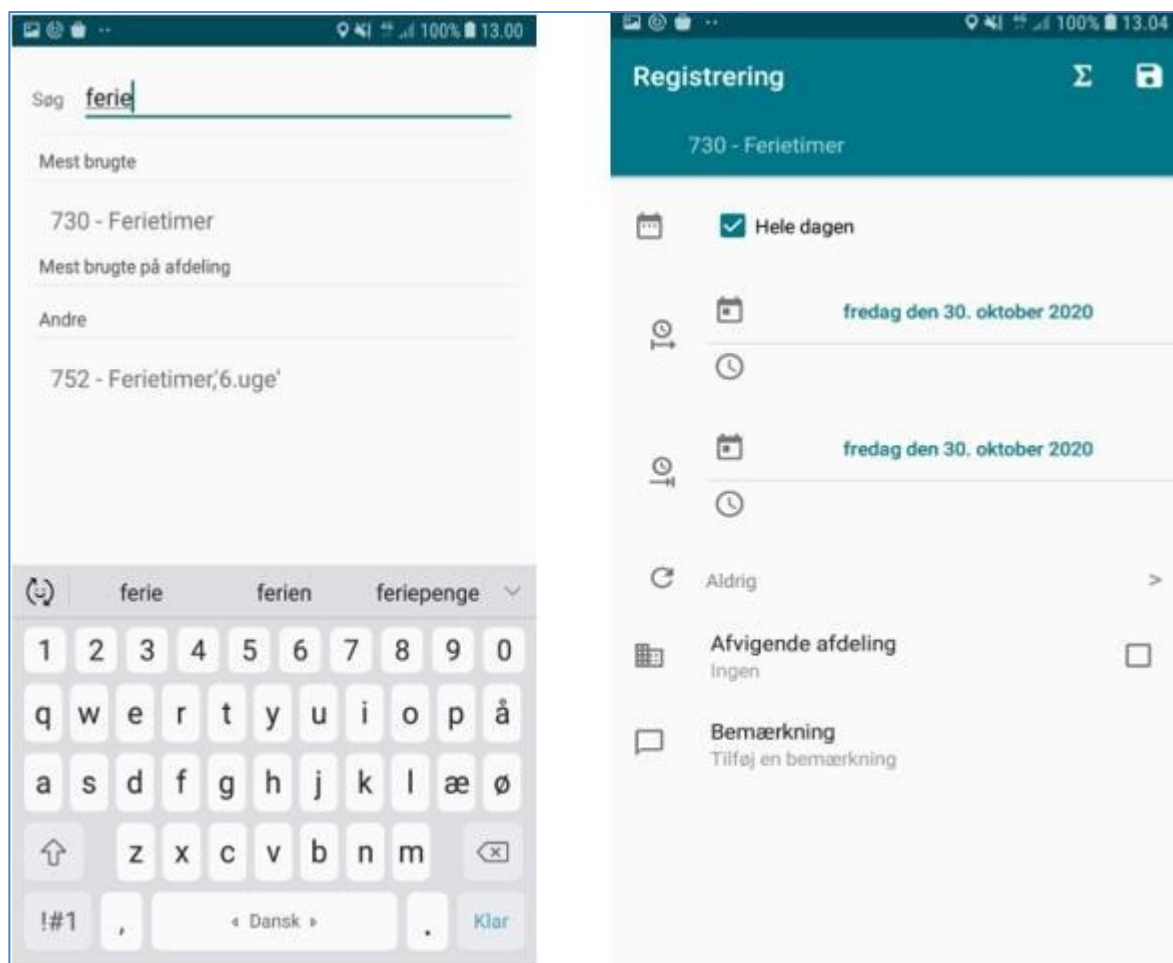 100% 13.00
Søg ferie
Mest brugte
730 - Ferietimer
Mest brugte på afdeling
Andre
752 - Ferietimer,'6.uge'
ferie ferien feriepenge
1 2 3 4 5 6 7 8 9 0
q w e r t y u i o p å
a s d f g h j k l æ ø
z x c v b n m
!#1 , Dansk . Klar
100% 13.04
Registrering Σ
730 - Ferietimer
Hele dagen
fredag den 30. oktober 2020
fredag den 30. oktober 2020
Aldrig >
Afvigende afdeling
Ingen
Bemærkning
Tilføj en bemærkning